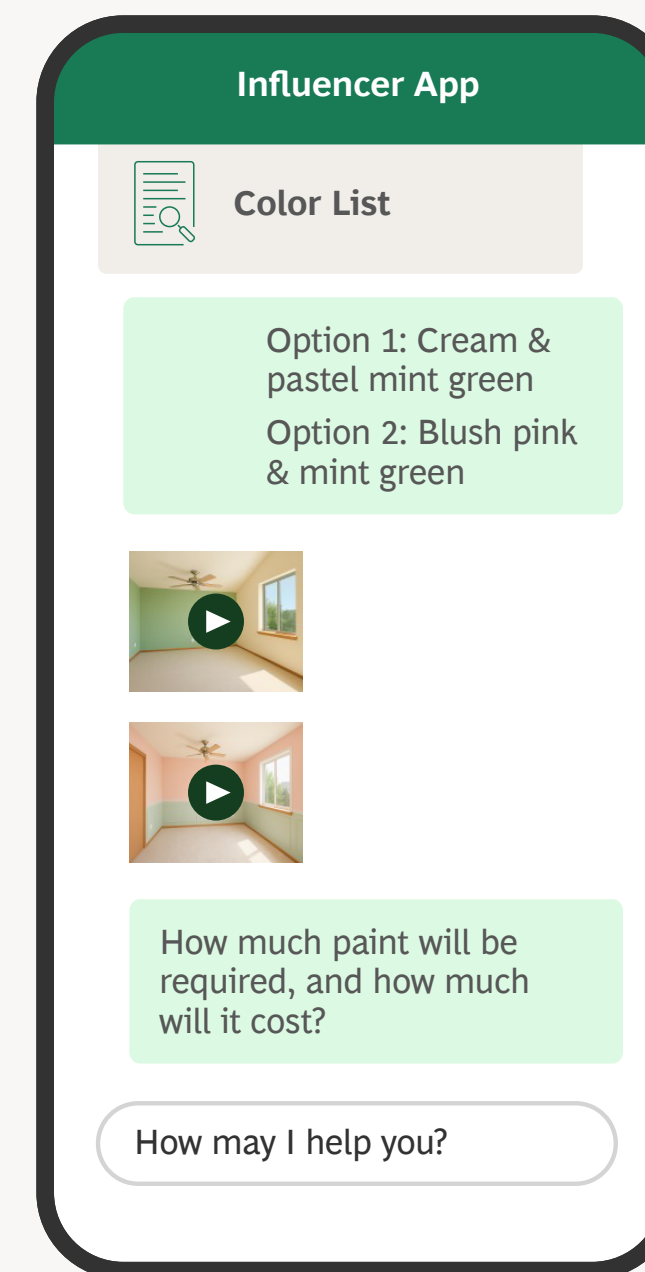 Influencer App
Color List
Option 1: Cream &
pastel mint green
Option 2: Blush pink
& mint green
How much paint will be
required, and how much
will it cost?
How may I help you?